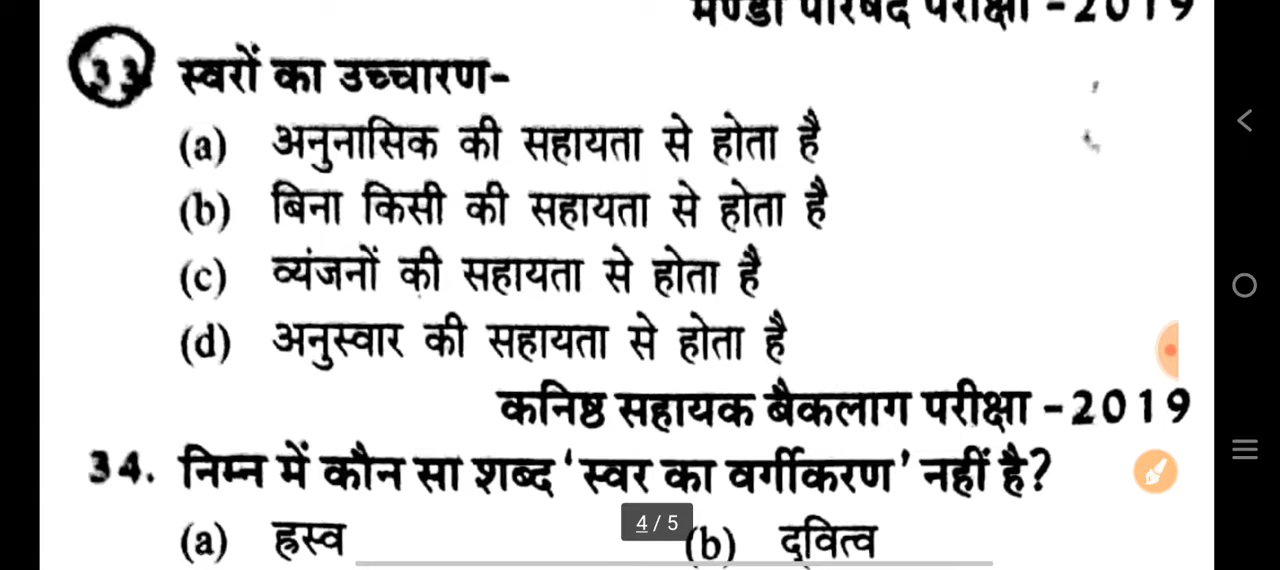 मण्डी परिषद परीक्षा -2019
33. स्वरों का उच्चारण-
(a) अनुनासिक की सहायता से होता है
(b) बिना किसी की सहायता से होता है
(c) व्यंजनों की सहायता से होता है
(d) अनुस्वार की सहायता से होता है
कनिष्ठ सहायक बैकलाग परीक्षा -2019
34. निम्न में कौन सा शब्द ‘स्वर का वर्गीकरण’ नहीं है?
(a) ह्रस्व (b) द्वित्व
4 / 5